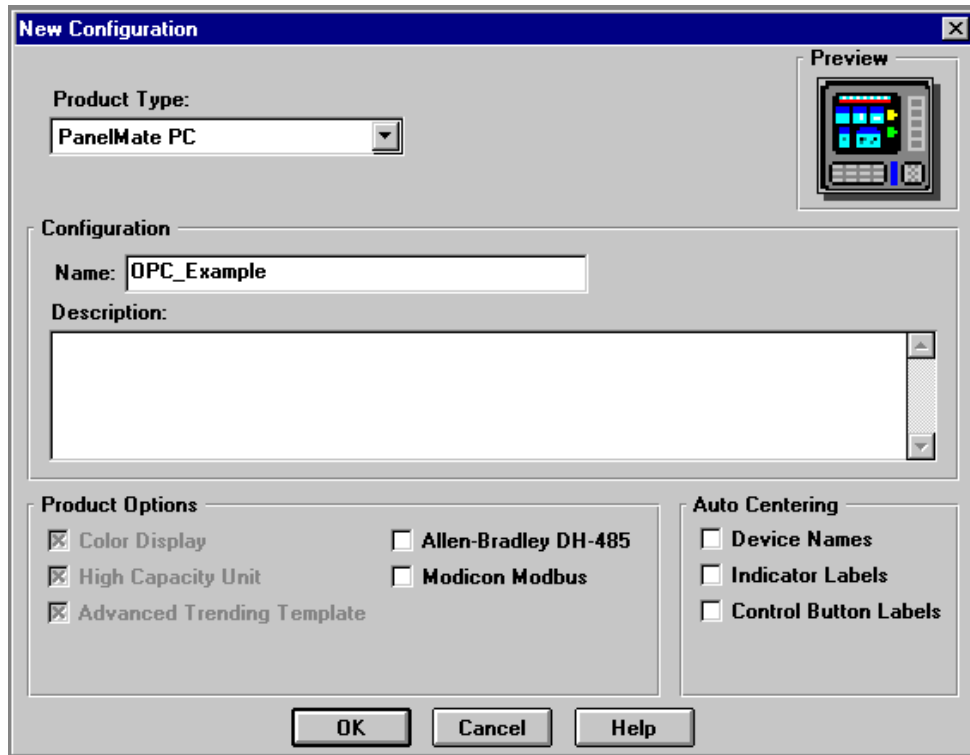 New Configuration
Preview
Product Type:
PanelMate PC
Configuration
Name: OPC_Example
Description:
Product Options
Color Display
High Capacity Unit
Advanced Trending Template
Allen-Bradley DH-485
Modicon Modbus
Auto Centering
Device Names
Indicator Labels
Control Button Labels
OK Cancel Help